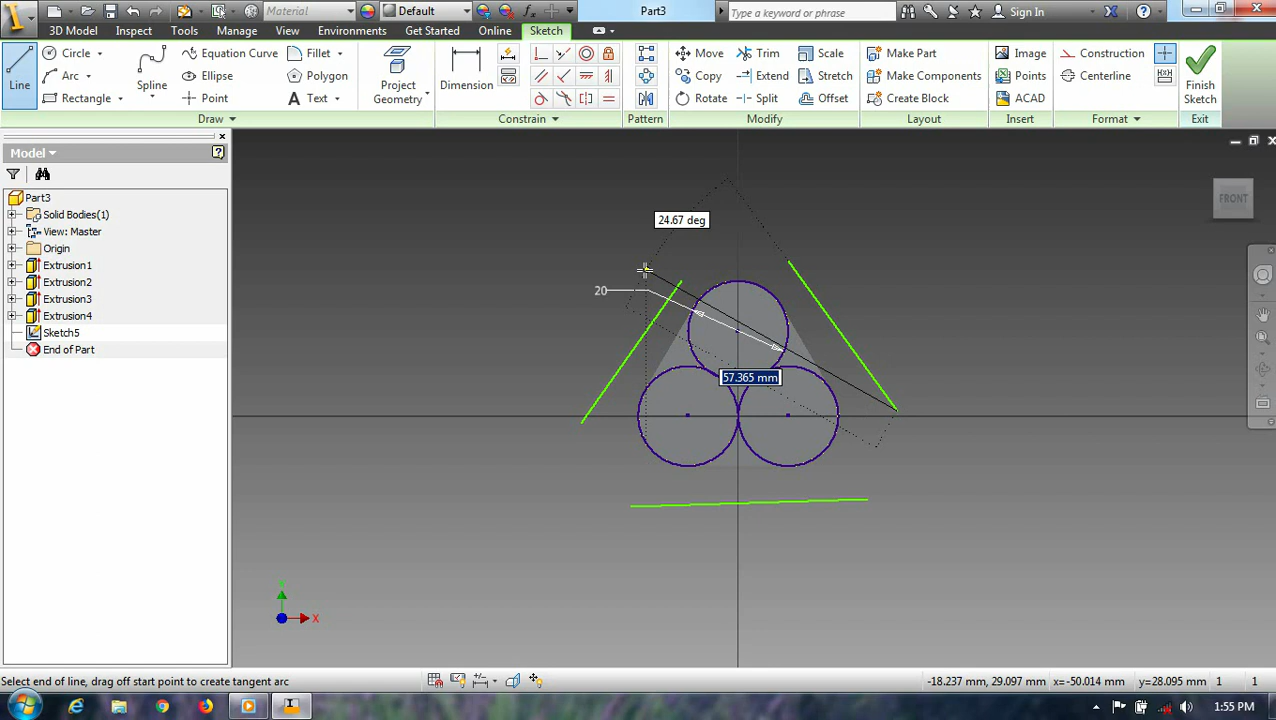 Material
Default
Part3
Type a keyword or phrase
Sign In
3D Model
Inspect
Tools
Manage
View
Environments
Get Started
Online
Sketch
Line
Circle
Arc
Rectangle
Spline
Equation Curve
Ellipse
Point
Fillet
Polygon
Text
Dimension
Project Geometry
Move
Copy
Rotate
Trim
Extend
Split
Scale
Stretch
Offset
Make Part
Make Components
Create Block
Image
Points
ACAD
Construction
Centerline
Finish Sketch
Draw
Constrain
Pattern
Modify
Layout
Insert
Format
Exit
Model
Part3
Solid Bodies(1)
View: Master
Origin
Extrusion1
Extrusion2
Extrusion3
Extrusion4
Sketch5
End of Part
FRONT
24.67 deg
20
57.365 mm
X
Select end of line, drag off start point to create tangent arc
-18.237 mm, 29.097 mm
x=-50.014 mm
y=28.095 mm
1
1
1:55 PM